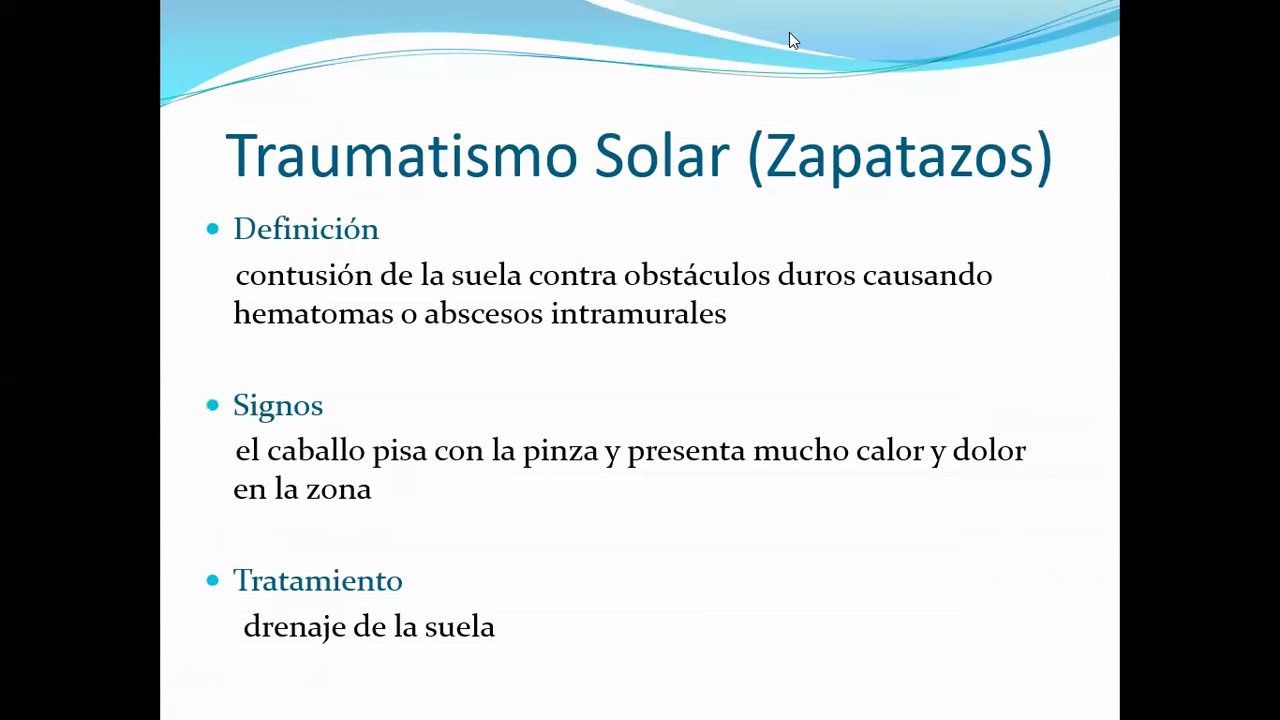 Traumatismo Solar (Zapatazos)
• Definición
contusión de la suela contra obstáculos duros causando
hematomas o abscesos intramurales
• Signos
el caballo pisa con la pinza y presenta mucho calor y dolor
en la zona
• Tratamiento
drenaje de la suela